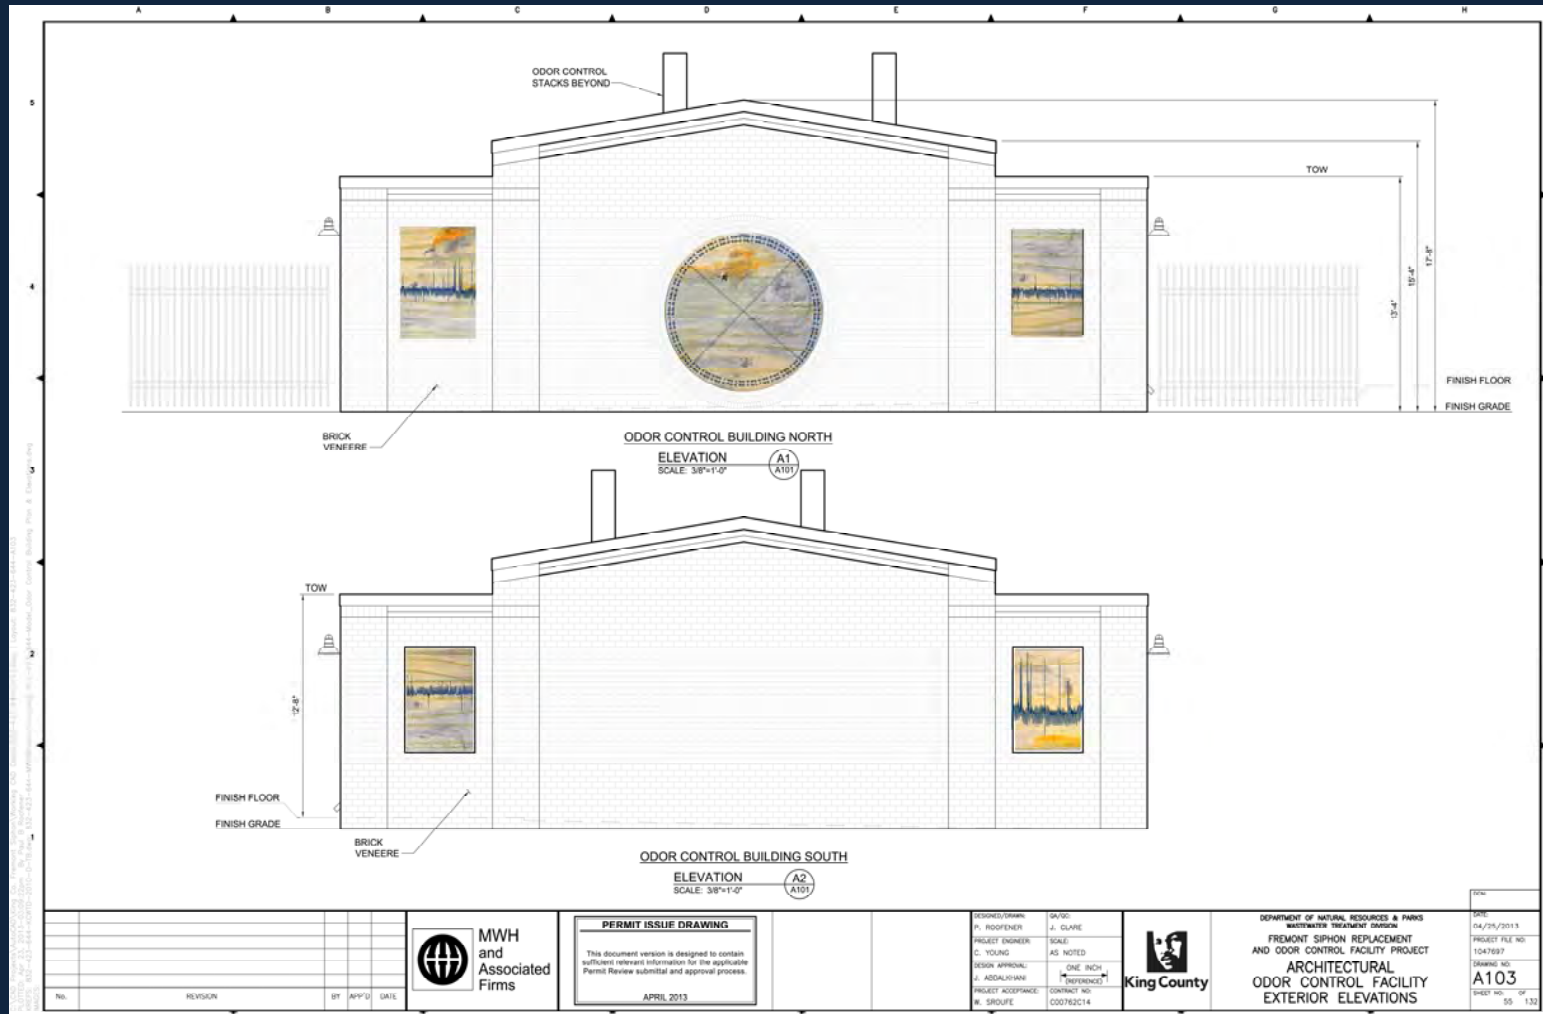 A B C D E F G H
5
4
3
2
1
ODOR CONTROL
STACKS BEYOND
TOW
13'-4"
15'-4"
17'-8"
FINISH FLOOR
FINISH GRADE
BRICK
VENEERE
ODOR CONTROL BUILDING NORTH
ELEVATION
SCALE: 3/8"=1'-0"
A1
A101
TOW
12'-8"
FINISH FLOOR
FINISH GRADE
BRICK
VENEERE
ODOR CONTROL BUILDING SOUTH
ELEVATION
SCALE: 3/8"=1'-0"
A2
A101
No. REVISION BY APP'D DATE
MWH
and
Associated
Firms
PERMIT ISSUE DRAWING
This document version is designed to contain
sufficient relevant information for the applicable
Permit Review submittal and approval process.
APRIL 2013
DESIGNED/DRAWN:
P. ROOFENER
PROJECT ENGINEER:
C. YOUNG
DESIGN APPROVAL:
J. ABDALKHANI
PROJECT ACCEPTANCE:
W. SROUFE
QA/QC:
J. CLARE
SCALE:
AS NOTED
ONE INCH
(REFERENCE)
CONTRACT NO:
C00762C14
King County
DEPARTMENT OF NATURAL RESOURCES & PARKS
WASTEWATER TREATMENT DIVISION
FREMONT SIPHON REPLACEMENT
AND ODOR CONTROL FACILITY PROJECT
ARCHITECTURAL
ODOR CONTROL FACILITY
EXTERIOR ELEVATIONS
DATE:
04/25/2013
PROJECT FILE NO:
1047697
DRAWING NO:
A103
SHEET NO: OF
55 132